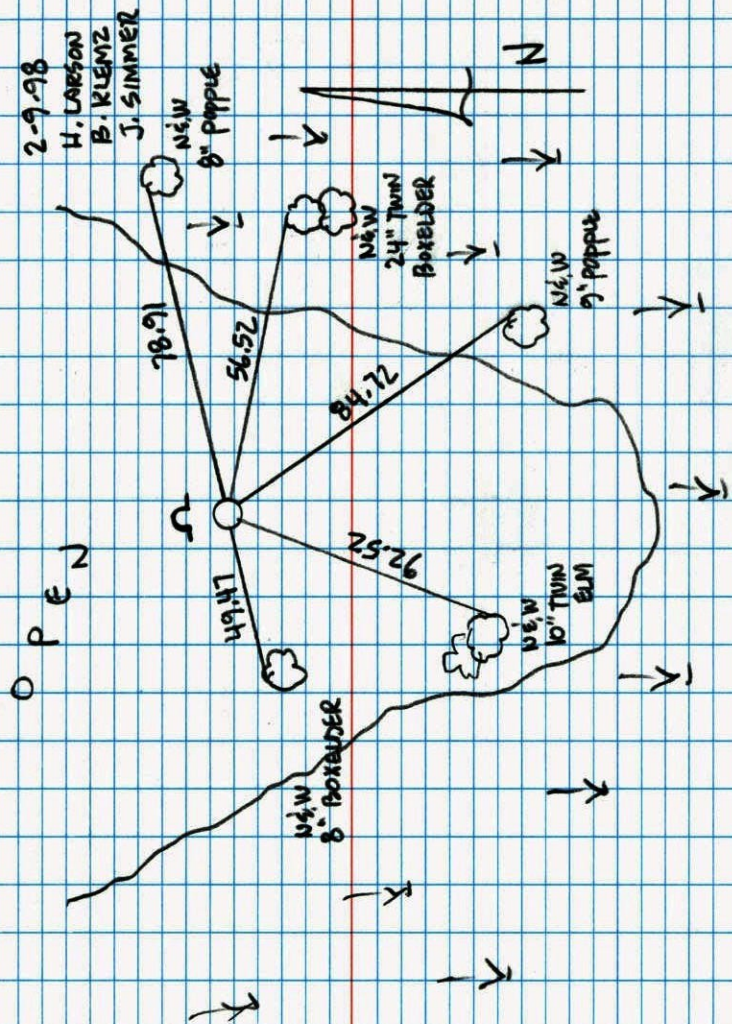 2-9-98
H. LARSON
B. KLEMZ
J. SIMMER
OPEN
N&W
8" POPPLE
78.91
56.52
N&W
24" TWIN
BOXELDER
N
84.72
N&W
9" POPPLE
92.52
N&W
10" TWIN
ELM
49.47
N&W
8" BOXELDER